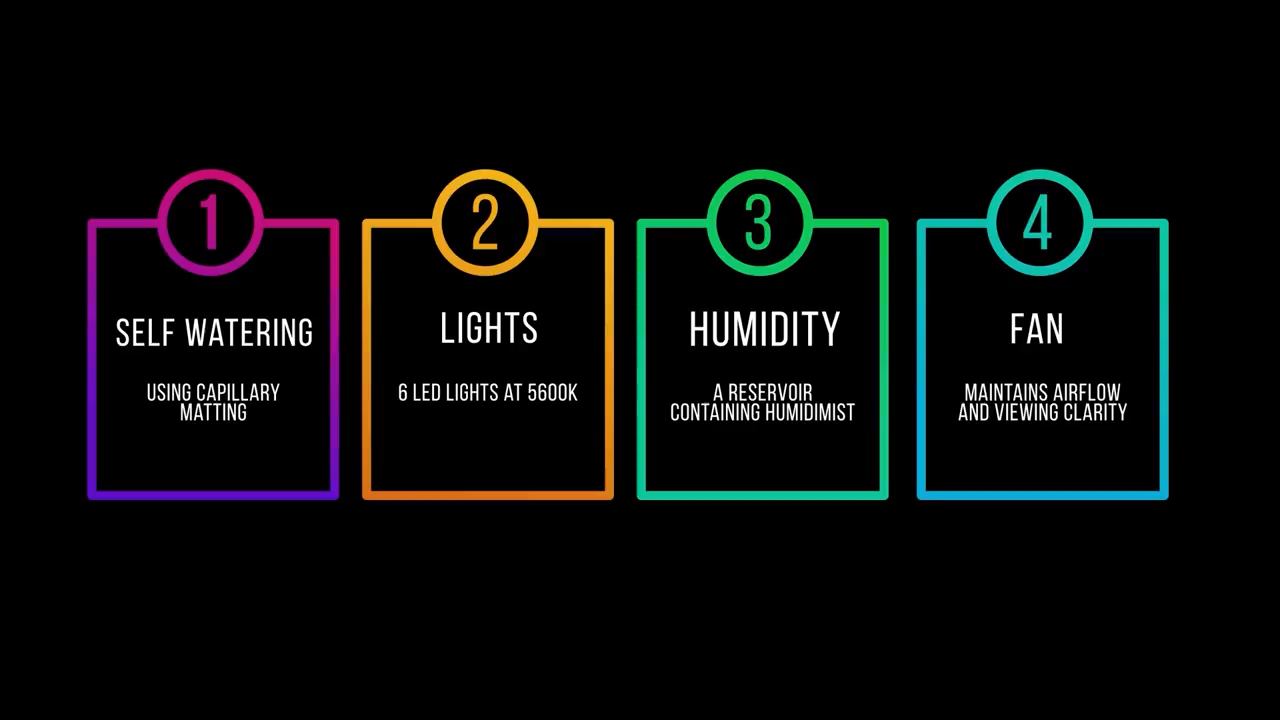 1
SELF WATERING
USING CAPILLARY
MATTING
2
LIGHTS
6 LED LIGHTS AT 5600K
3
HUMIDITY
A RESERVOIR
CONTAINING HUMIDIMIST
4
FAN
MAINTAINS AIRFLOW
AND VIEWING CLARITY